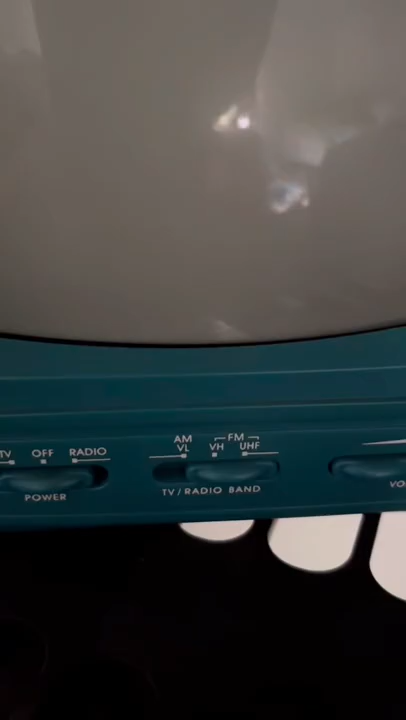 TV OFF RADIO
POWER
AM FM
VL VH UHF
TV/RADIO BAND